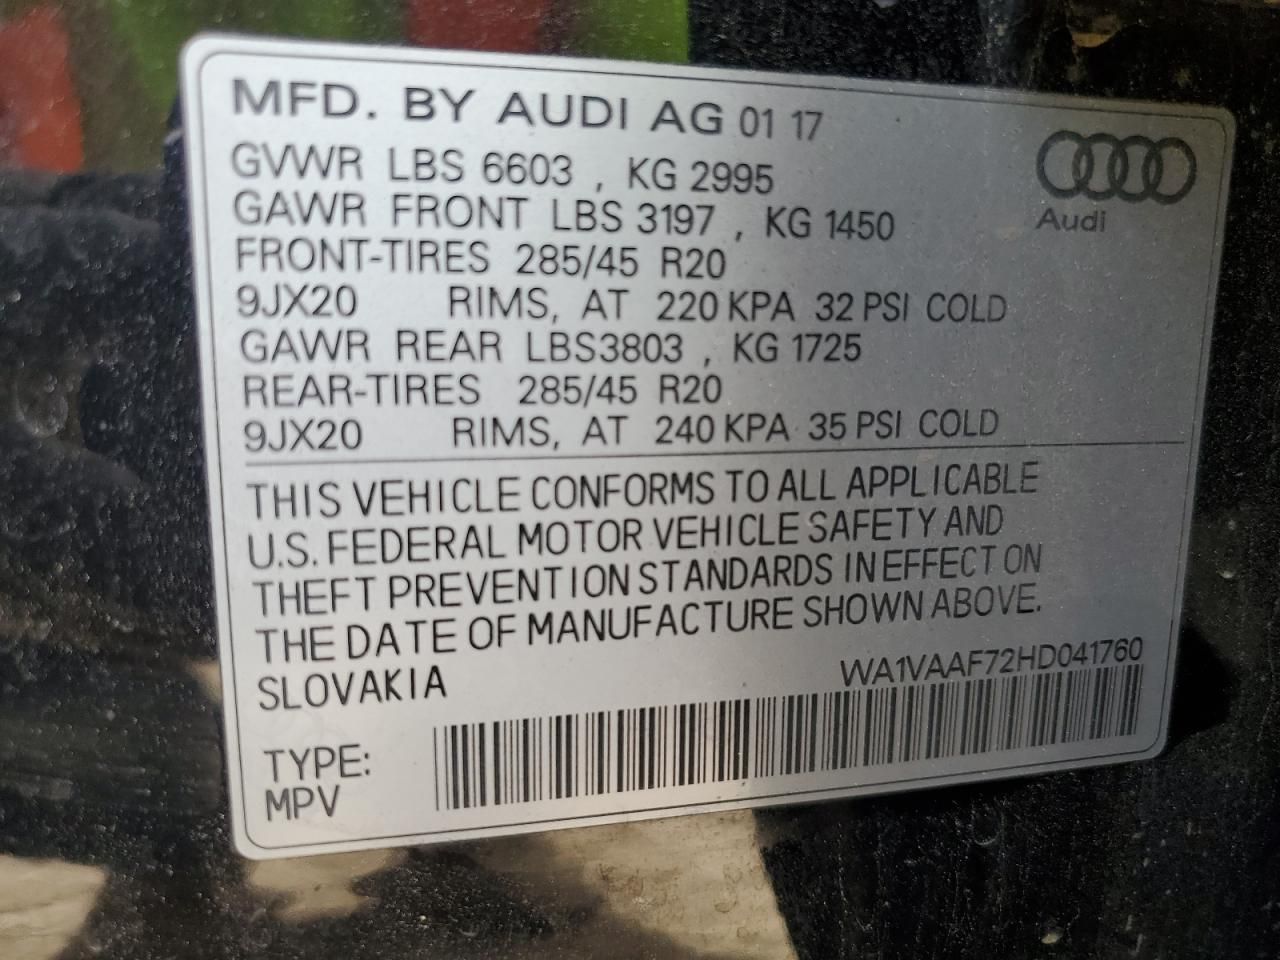 MFD. BY AUDI AG 01 17
GVWR LBS 6603 , KG 2995
GAWR FRONT LBS 3197 , KG 1450
FRONT-TIRES 285/45 R20
9JX20 RIMS, AT 220 KPA 32 PSI COLD
GAWR REAR LBS3803 , KG 1725
REAR-TIRES 285/45 R20
9JX20 RIMS, AT 240 KPA 35 PSI COLD
Audi
THIS VEHICLE CONFORMS TO ALL APPLICABLE
U.S. FEDERAL MOTOR VEHICLE SAFETY AND
THEFT PREVENTION STANDARDS IN EFFECT ON
THE DATE OF MANUFACTURE SHOWN ABOVE.
SLOVAKIA
WA1VAAF72HD041760
TYPE:
MPV